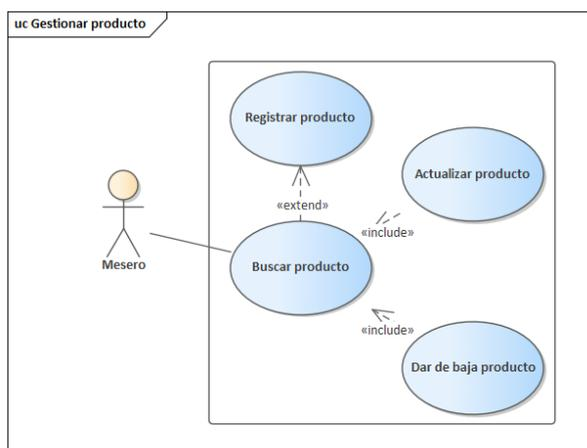 uc Gestionar producto
Registrar producto
Actualizar producto
«extend»
«include»
Mesero
Buscar producto
«include»
Dar de baja producto